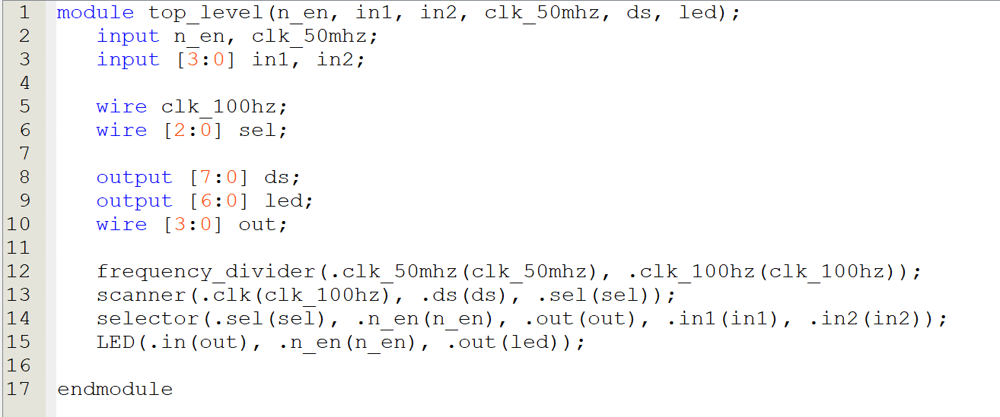 1 module top_level(n_en, in1, in2, clk_50mhz, ds, led);
2 input n_en, clk_50mhz;
3 input [3:0] in1, in2;
4
5 wire clk_100hz;
6 wire [2:0] sel;
7
8 output [7:0] ds;
9 output [6:0] led;
10 wire [3:0] out;
11
12 frequency_divider(.clk_50mhz(clk_50mhz), .clk_100hz(clk_100hz));
13 scanner(.clk(clk_100hz), .ds(ds), .sel(sel));
14 selector(.sel(sel), .n_en(n_en), .out(out), .in1(in1), .in2(in2));
15 LED(.in(out), .n_en(n_en), .out(led));
16
17 endmodule